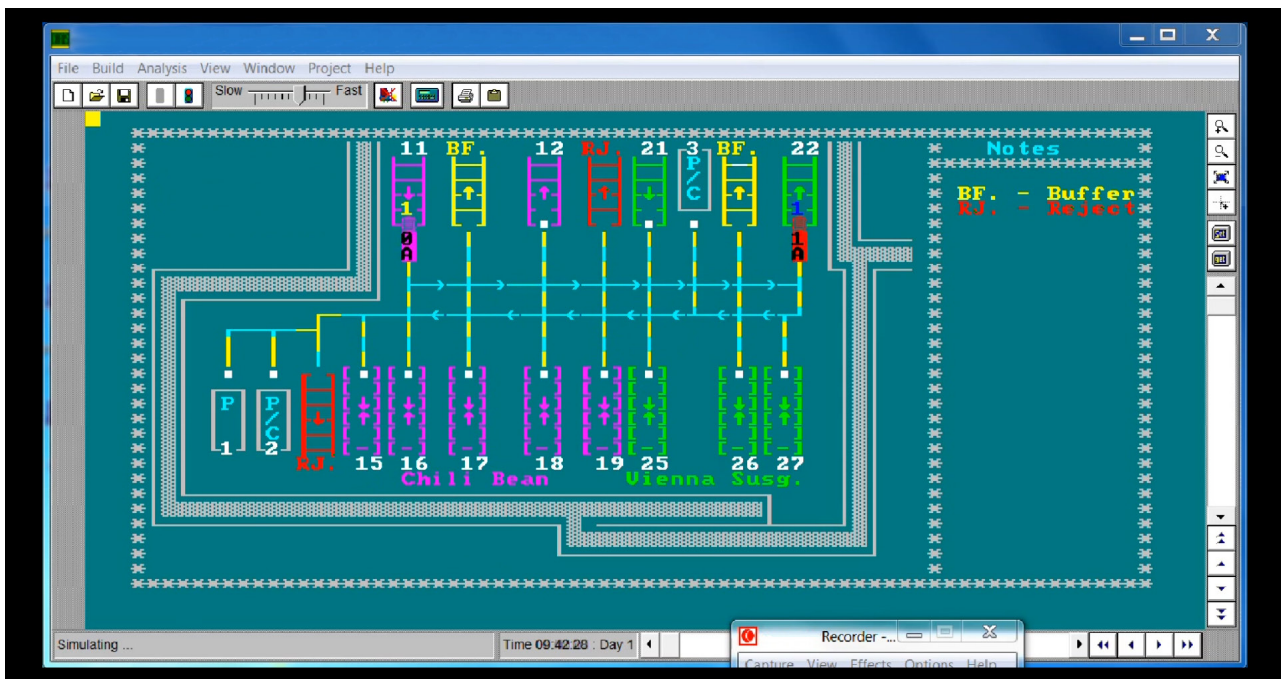 File Build Analysis View Window Project Help
Slow Fast
11 BF. 12 RJ. 21 3 BF. 22
Notes
P/C
BF. - Buffer
RJ. - Reject
1 1
0 1
A A
P P/C
1 2
RJ. 15 16 17 18 19 25 26 27
Chili Bean Vienna Susg.
Simulating ... Time 09:42:28 : Day 1
Recorder -...
Capture View Effects Options Help